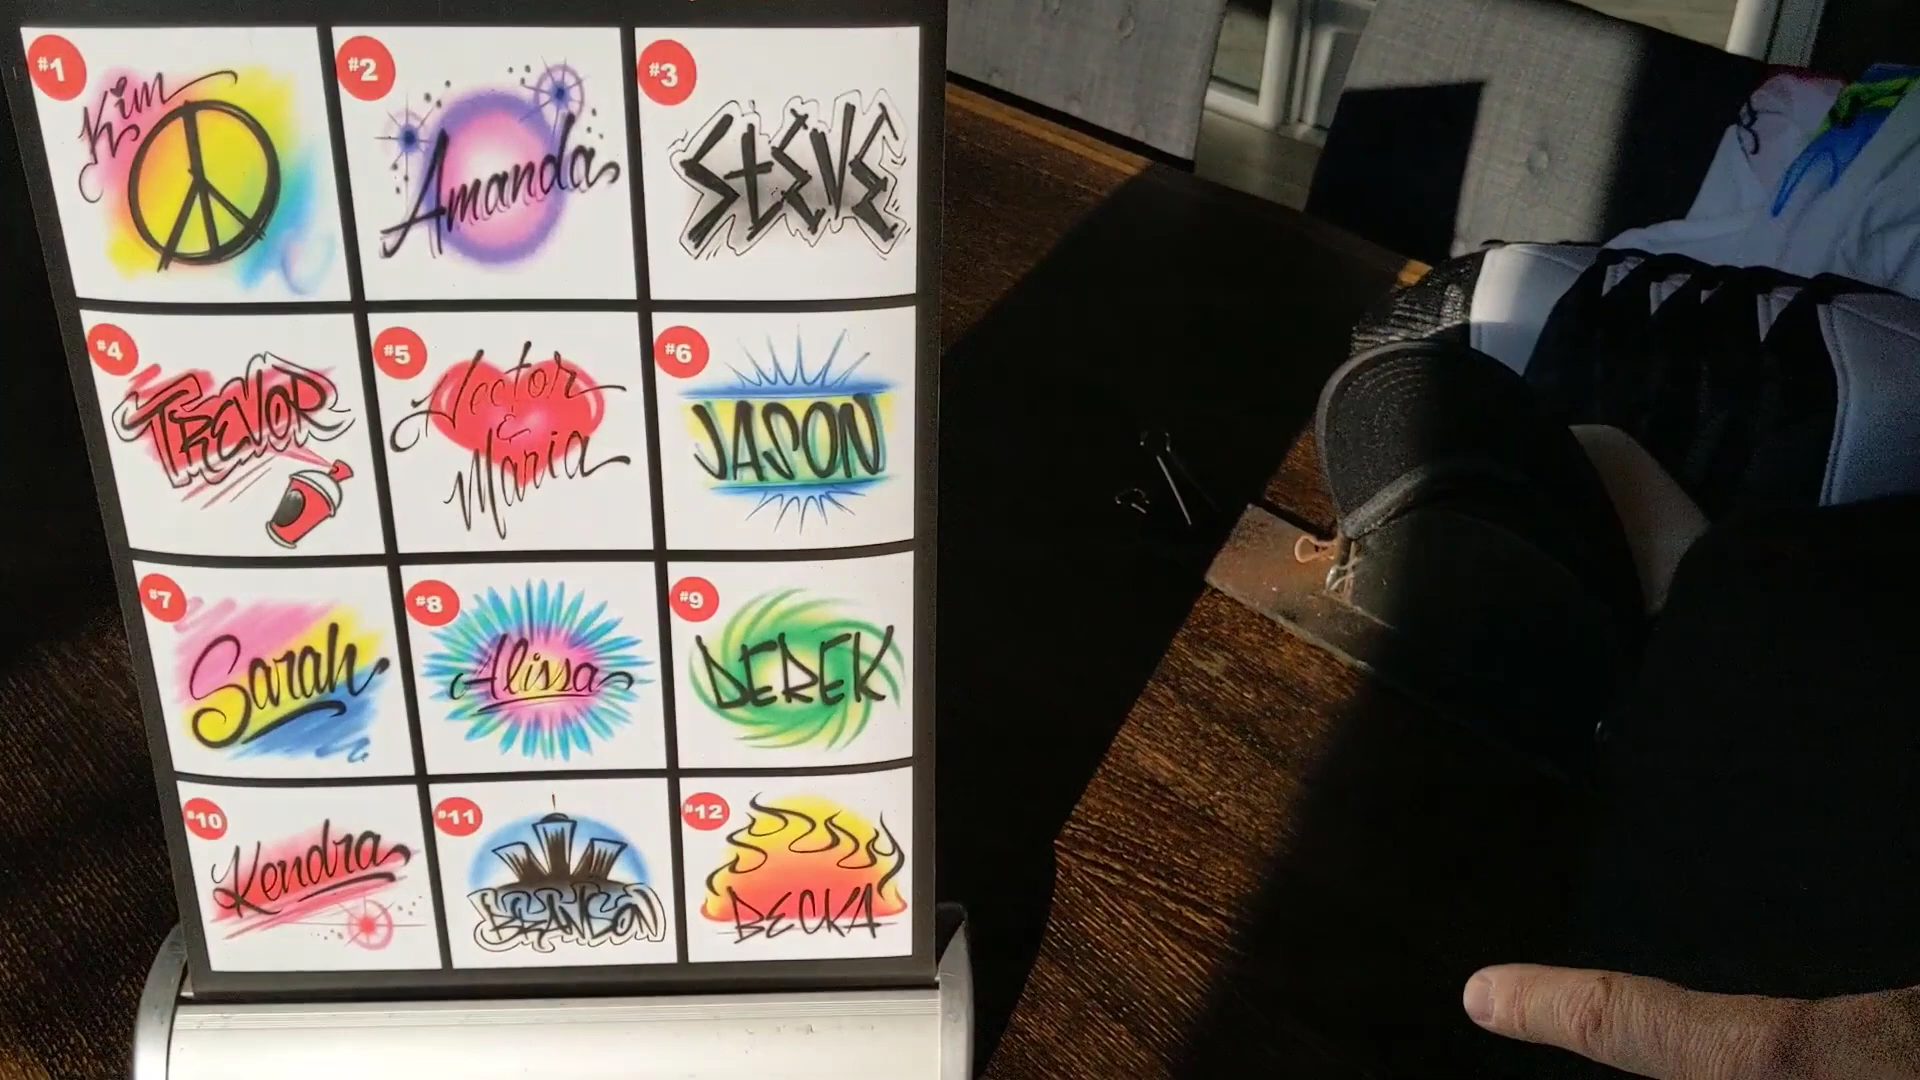 #1
Kim
#2
Amanda
#3
STEVE
#4
TREVOR
#5
Hector
&
Maria
#6
JASON
#7
Sarah
#8
Alissa
#9
DEREK
#10
Kendra
#11
BRANDON
#12
BECKA